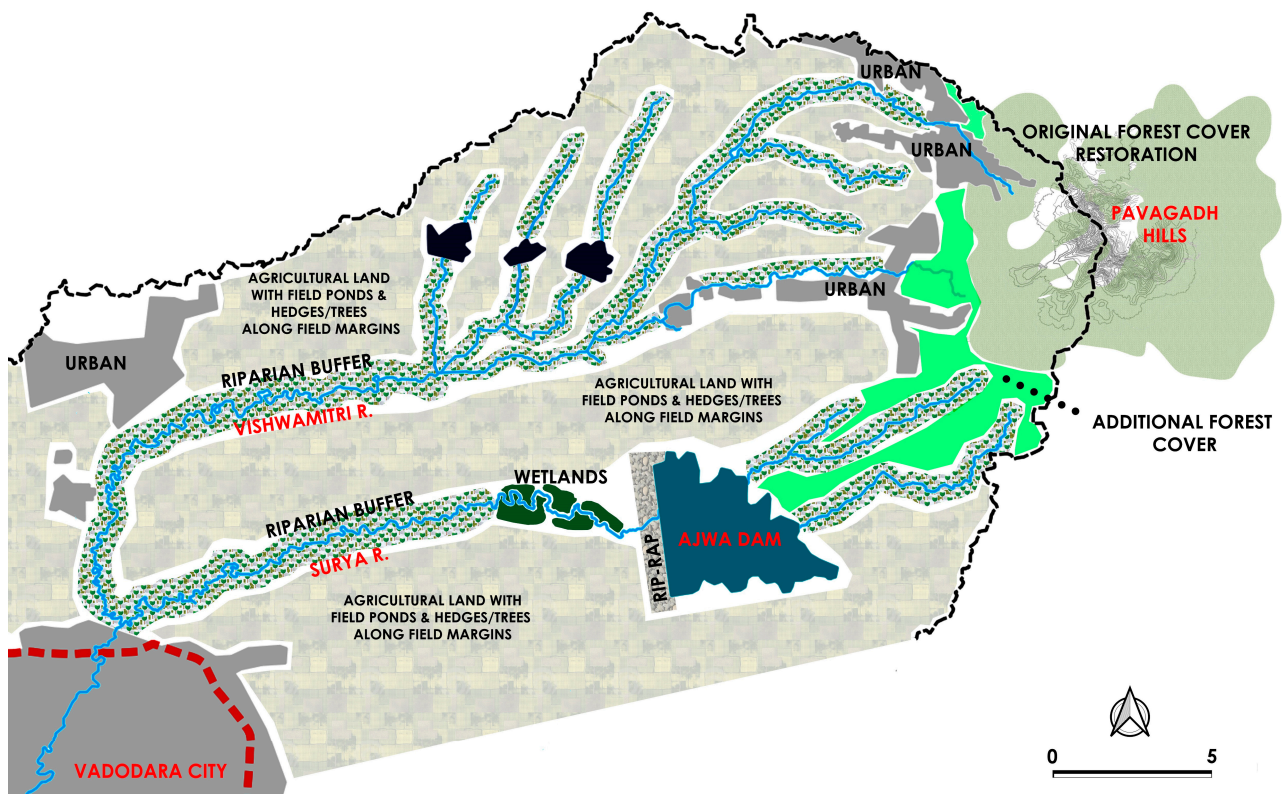 URBAN
URBAN
ORIGINAL FOREST COVER
RESTORATION
PAVAGADH
HILLS
AGRICULTURAL LAND
WITH FIELD PONDS &
HEDGES/TREES
ALONG FIELD MARGINS
URBAN
URBAN
RIPARIAN BUFFER
VISHWAMITRI R.
AGRICULTURAL LAND WITH
FIELD PONDS & HEDGES/TREES
ALONG FIELD MARGINS
ADDITIONAL FOREST
COVER
WETLANDS
RIPARIAN BUFFER
SURYA R.
RIP-RAP
AJWA DAM
AGRICULTURAL LAND WITH
FIELD PONDS & HEDGES/TREES
ALONG FIELD MARGINS
VADODARA CITY
0 5